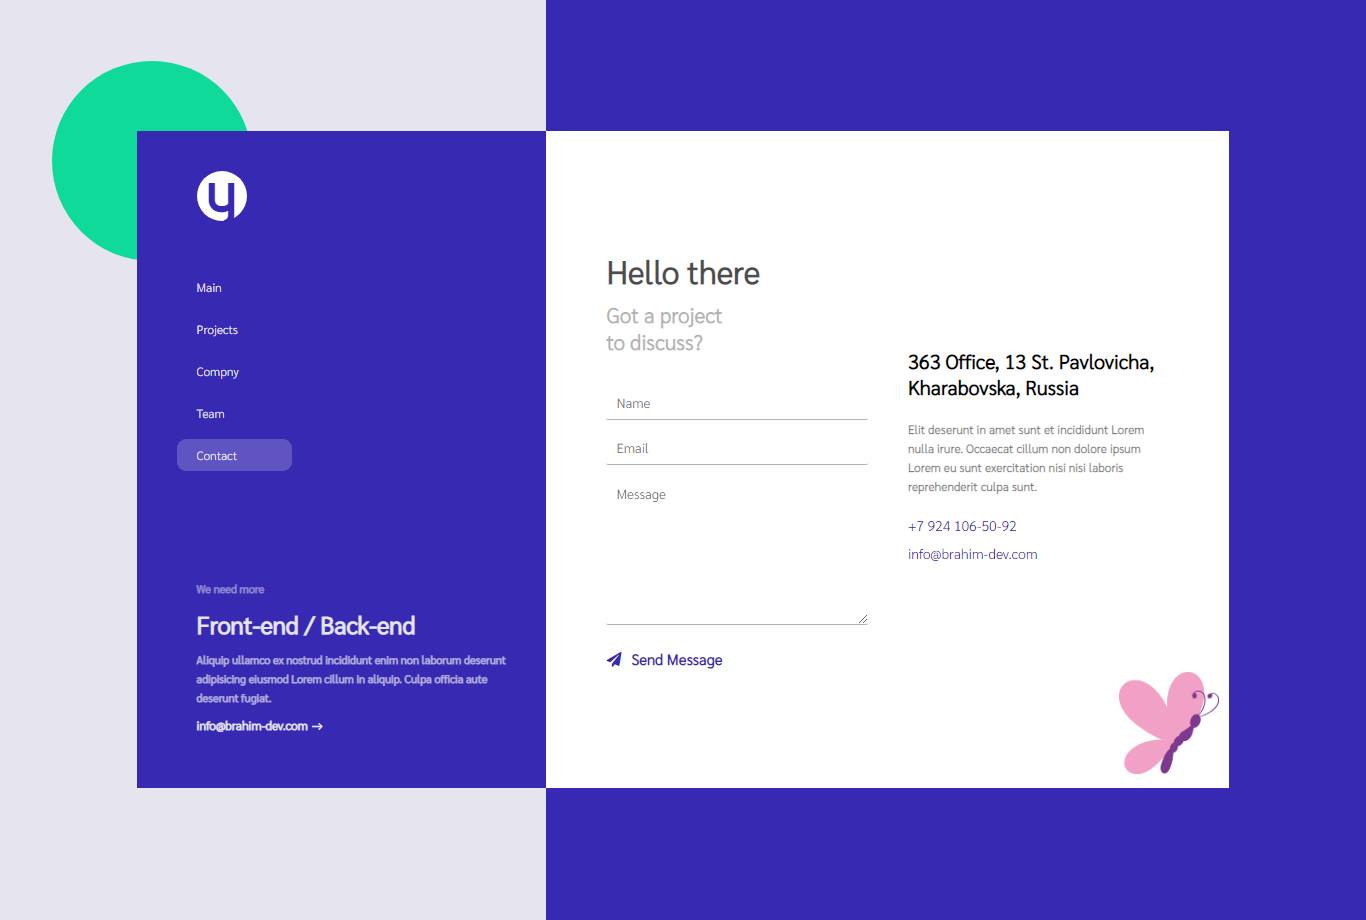 y
Main
Projects
Compny
Team
Contact
We need more
Front-end / Back-end
Aliquip ullamco ex nostrud incididunt enim non laborum deserunt
adipisicing eiusmod Lorem cillum in aliquip. Culpa officia aute
deserunt fugiat.
info@brahim-dev.com →
Hello there
Got a project
to discuss?
Name
Email
Message
Send Message
363 Office, 13 St. Pavlovicha,
Kharabovska, Russia
Elit deserunt in amet sunt et incididunt Lorem
nulla irure. Occaecat cillum non dolore ipsum
Lorem eu sunt exercitation nisi nisi laboris
reprehenderit culpa sunt.
+7 924 106-50-92
info@brahim-dev.com